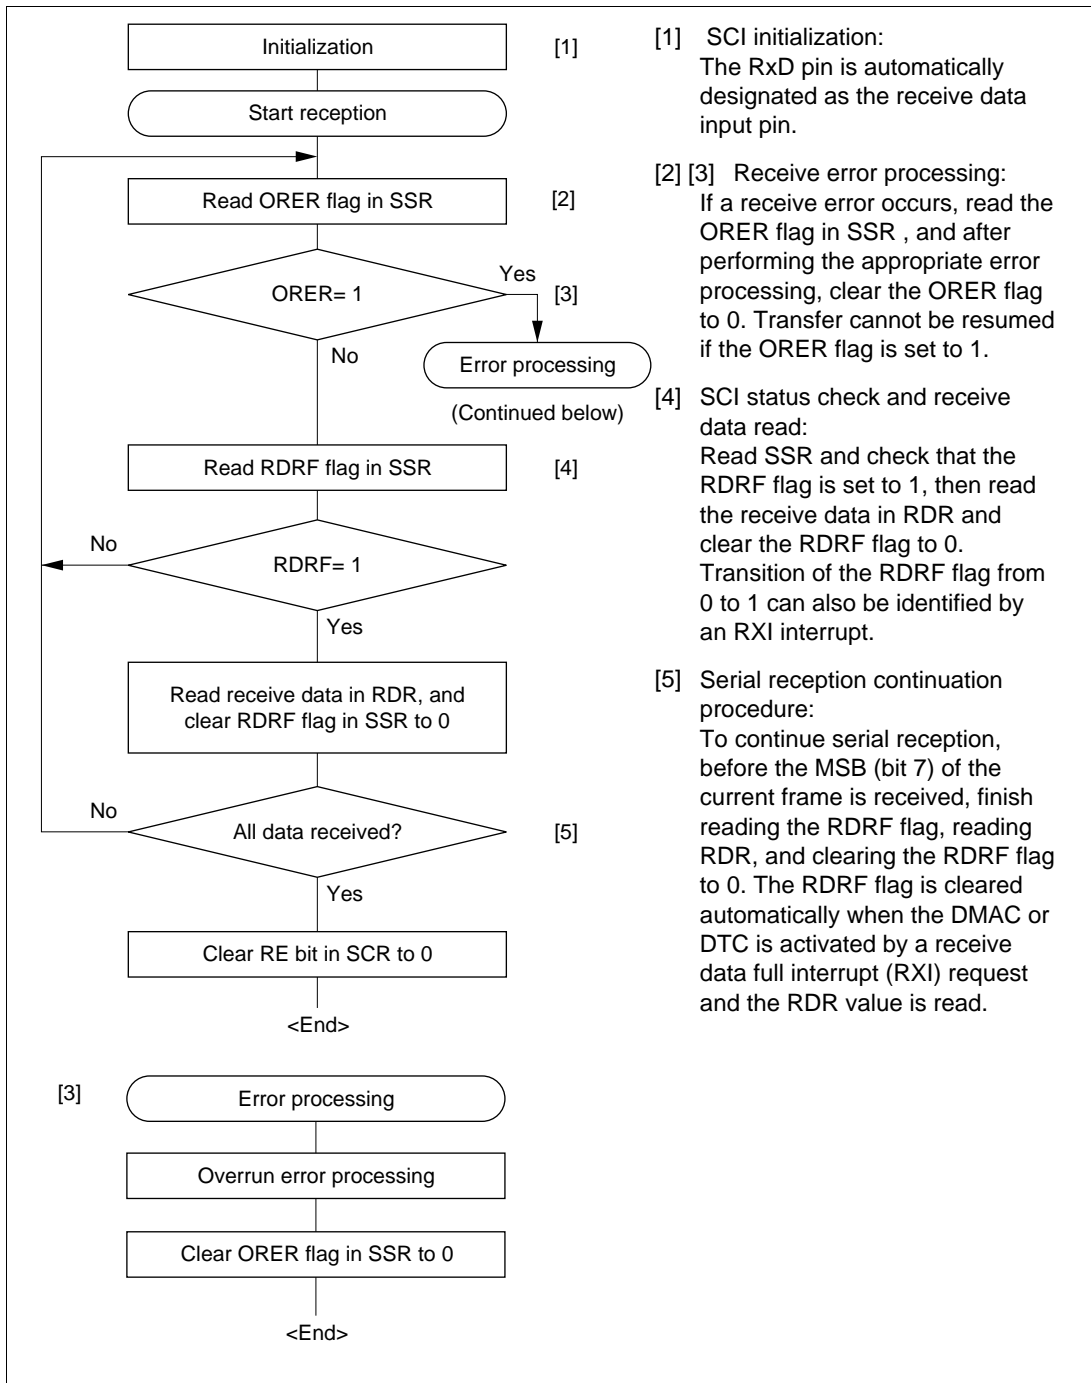 Initialization
[1]
Start reception
Read ORER flag in SSR
[2]
ORER= 1
Yes
[3]
No
Error processing
(Continued below)
Read RDRF flag in SSR
[4]
No
RDRF= 1
Yes
Read receive data in RDR, and
clear RDRF flag in SSR to 0
No
All data received?
[5]
Yes
Clear RE bit in SCR to 0
<End>
[3]
Error processing
Overrun error processing
Clear ORER flag in SSR to 0
<End>
[1] SCI initialization:
The RxD pin is automatically
designated as the receive data
input pin.
[2] [3] Receive error processing:
If a receive error occurs, read the
ORER flag in SSR , and after
performing the appropriate error
processing, clear the ORER flag
to 0. Transfer cannot be resumed
if the ORER flag is set to 1.
[4] SCI status check and receive
data read:
Read SSR and check that the
RDRF flag is set to 1, then read
the receive data in RDR and
clear the RDRF flag to 0.
Transition of the RDRF flag from
0 to 1 can also be identified by
an RXI interrupt.
[5] Serial reception continuation
procedure:
To continue serial reception,
before the MSB (bit 7) of the
current frame is received, finish
reading the RDRF flag, reading
RDR, and clearing the RDRF flag
to 0. The RDRF flag is cleared
automatically when the DMAC or
DTC is activated by a receive
data full interrupt (RXI) request
and the RDR value is read.